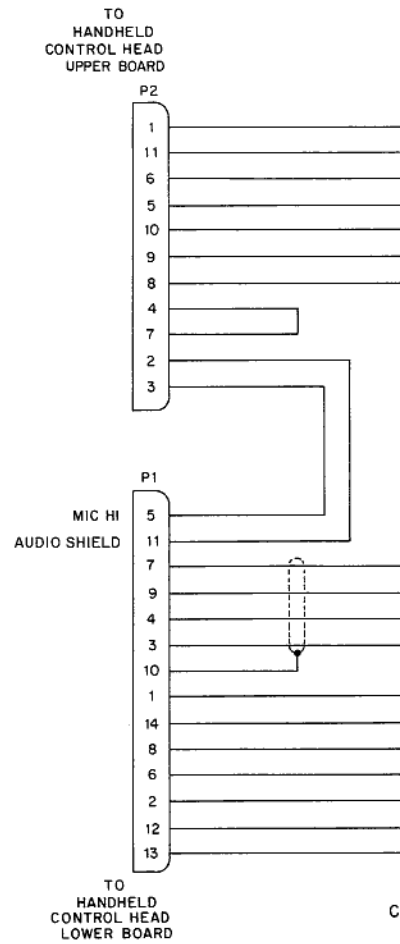 TO
HANDHELD
CONTROL HEAD
UPPER BOARD
P2
1
11
6
5
10
9
8
4
7
2
3
P1
MIC HI 5
AUDIO SHIELD 11
7
9
4
3
10
1
14
8
6
2
12
13
TO
HANDHELD
CONTROL HEAD
LOWER BOARD
C